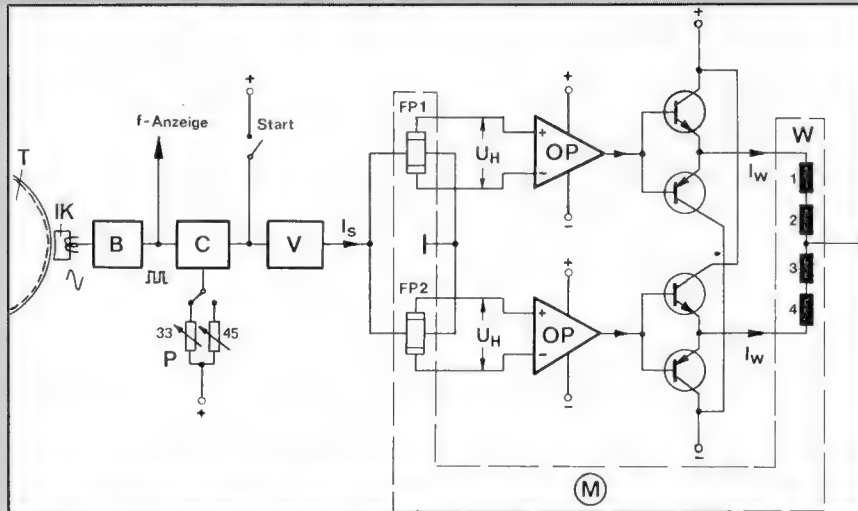 +
+
FP1
W
f-Anzeige
Start
U_H
+
OP
−
I_W
1
T
IK
−
2
B
C
V
I_S
3
+
FP2
4
33
45
U_H
+
OP
−
I_W
P
+
−
−
M